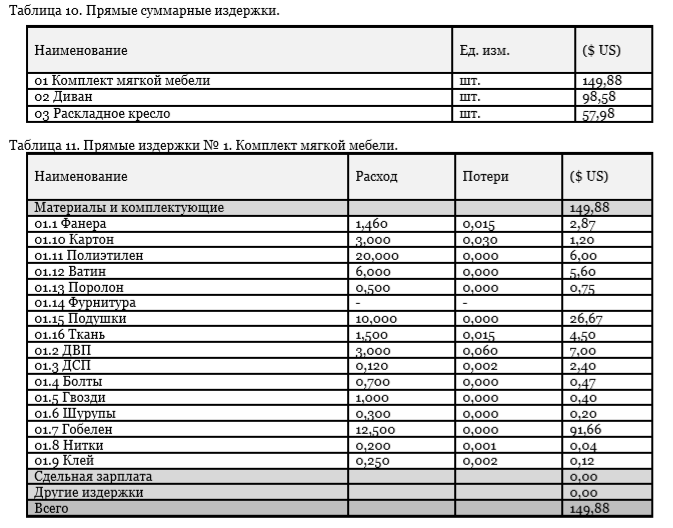 Таблица 10. Прямые суммарные издержки.
Наименование Ед. изм. ($ US)
01 Комплект мягкой мебели шт. 149,88
02 Диван шт. 98,58
03 Раскладное кресло шт. 57,98
Таблица 11. Прямые издержки № 1. Комплект мягкой мебели.
Наименование Расход Потери ($ US)
Материалы и комплектующие 149,88
01.1 Фанера 1,460 0,015 2,87
01.10 Картон 3,000 0,030 1,20
01.11 Полиэтилен 20,000 0,000 6,00
01.12 Ватин 6,000 0,000 5,60
01.13 Поролон 0,500 0,000 0,75
01.14 Фурнитура - -
01.15 Подушки 10,000 0,000 26,67
01.16 Ткань 1,500 0,015 4,50
01.2 ДВП 3,000 0,060 7,00
01.3 ДСП 0,120 0,002 2,40
01.4 Болты 0,700 0,000 0,47
01.5 Гвозди 1,000 0,000 0,40
01.6 Шурупы 0,300 0,000 0,20
01.7 Гобелен 12,500 0,000 91,66
01.8 Нитки 0,200 0,001 0,04
01.9 Клей 0,250 0,002 0,12
Сдельная зарплата 0,00
Другие издержки 0,00
Всего 149,88